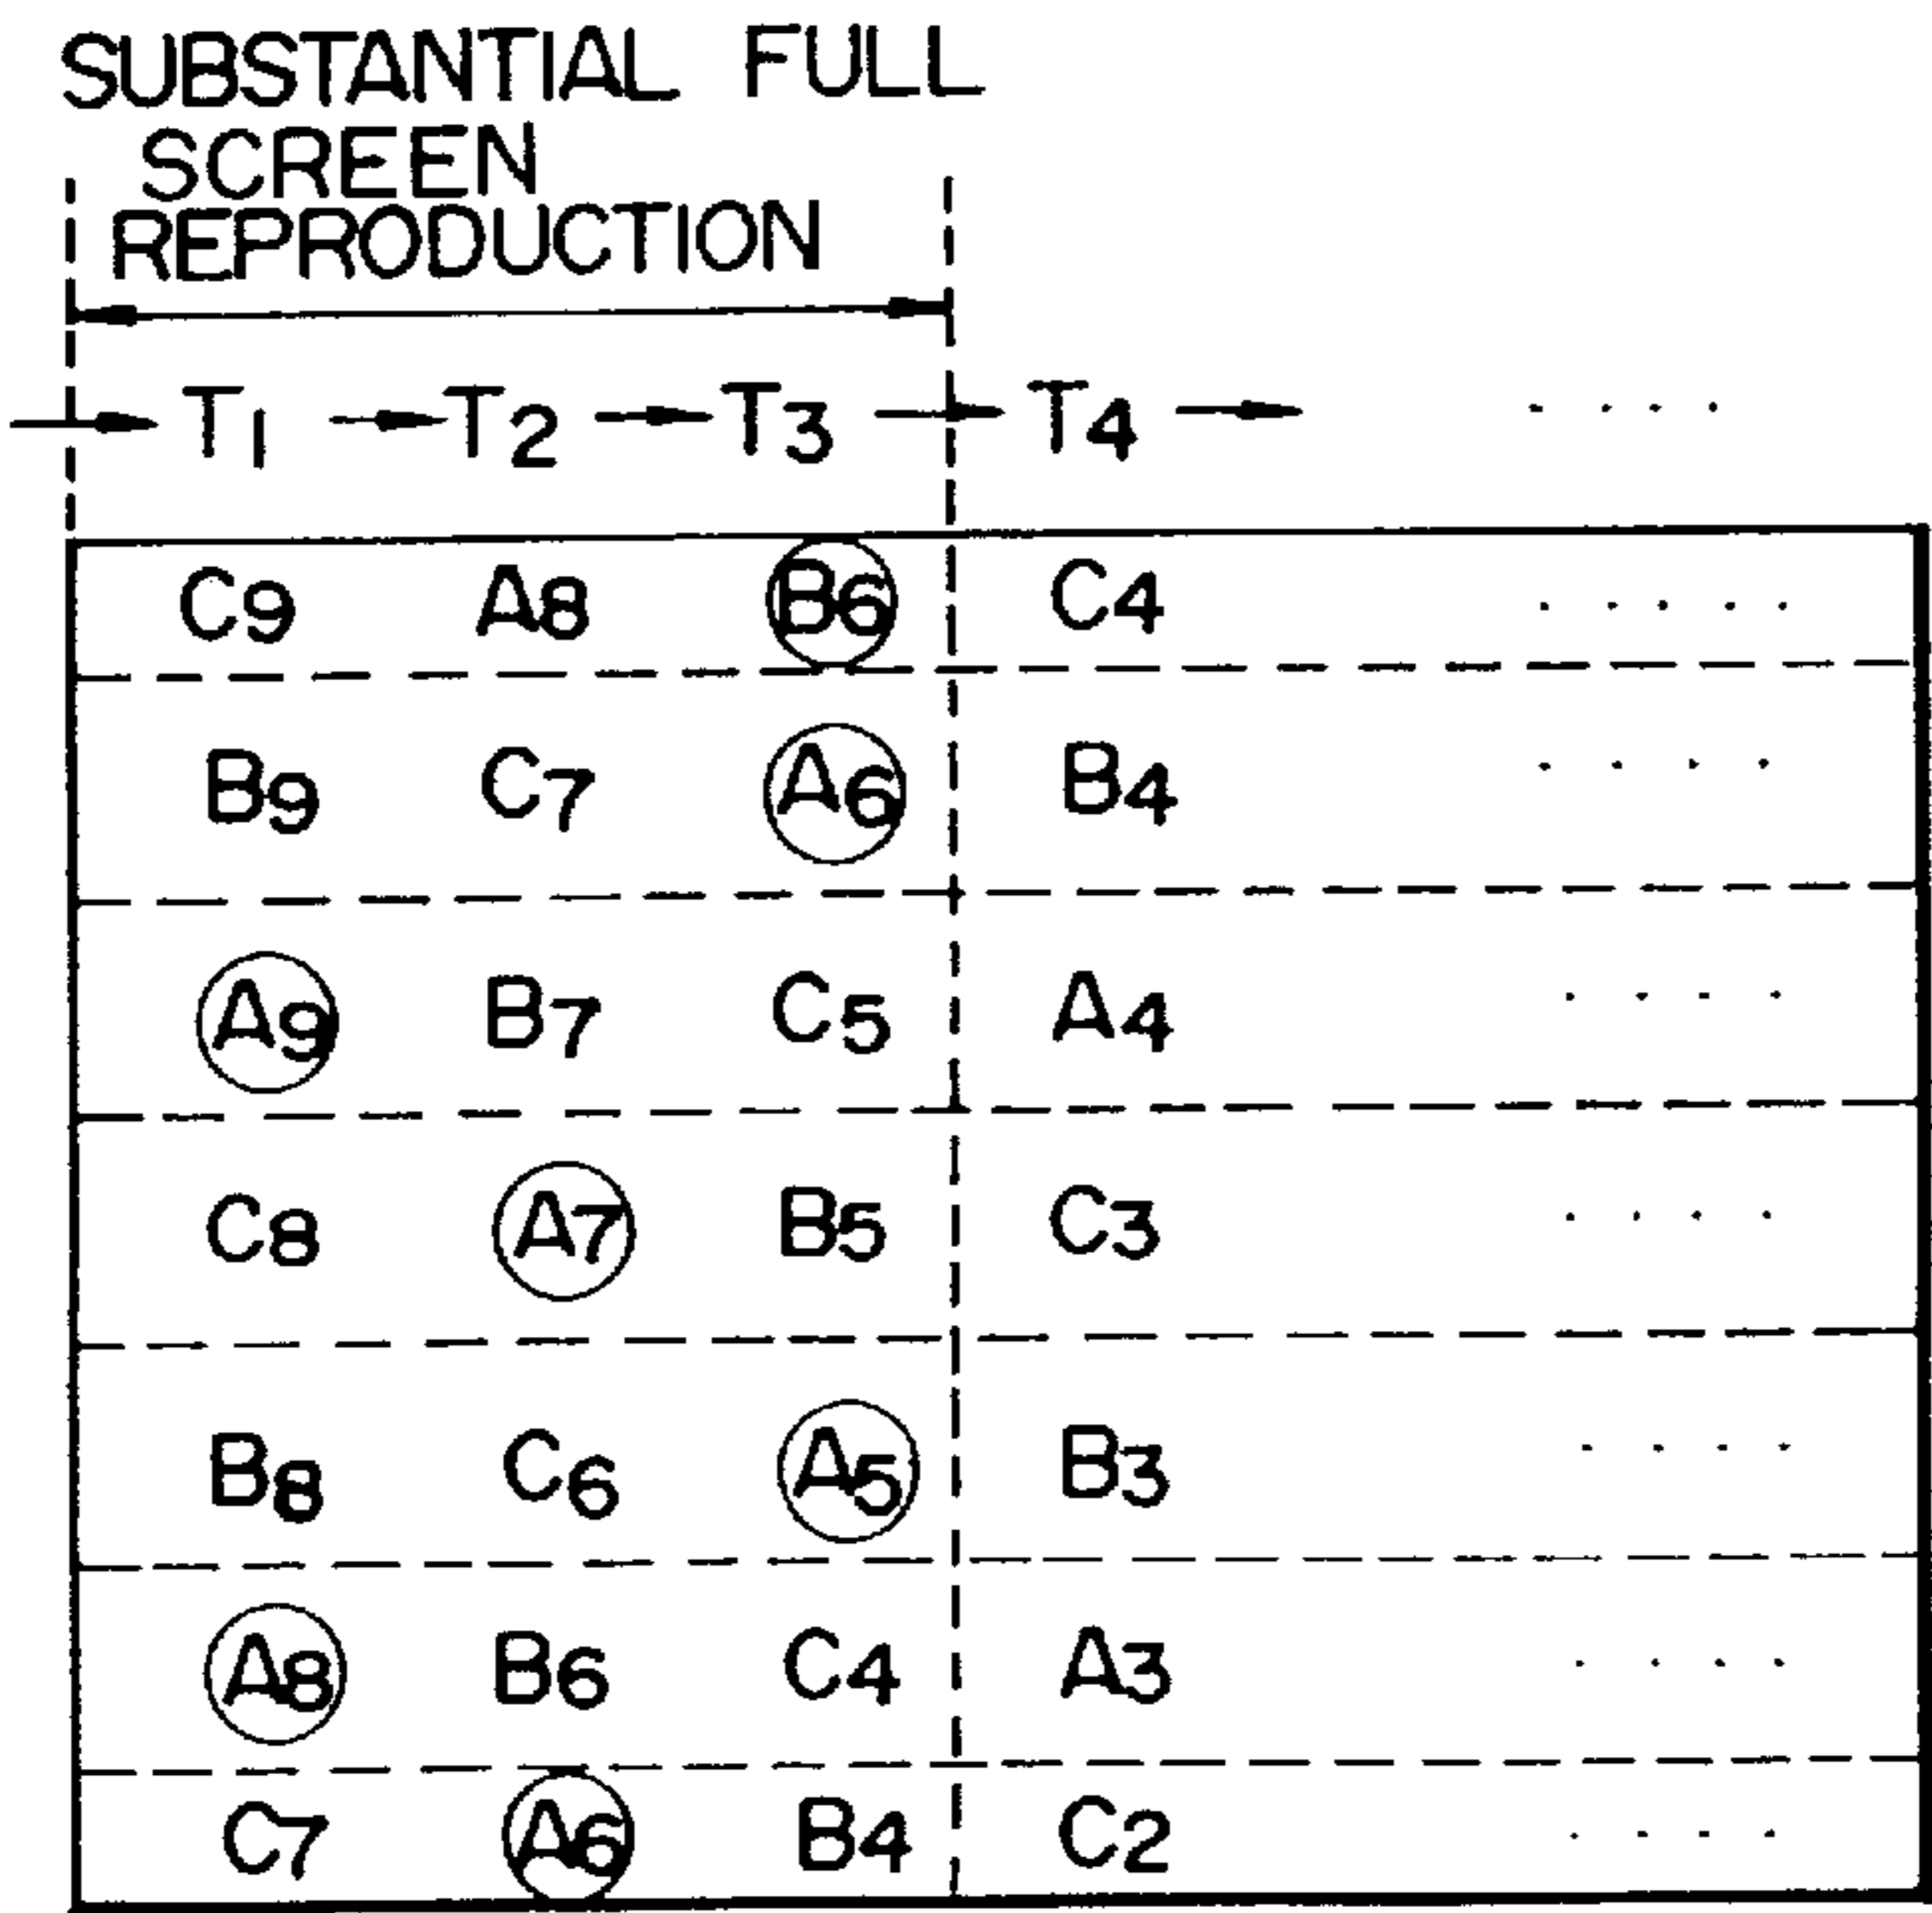 SUBSTANTIAL FULL
SCREEN
REPRODUCTION
T1 T2 T3 T4 ....
C9 A8 B6 C4 .....
B9 C7 A6 B4 ....
A9 B7 C5 A4 ....
C8 A7 B5 C3 ....
B8 C6 A5 B3 ....
A8 B6 C4 A3 ....
C7 A6 B4 C2 ....